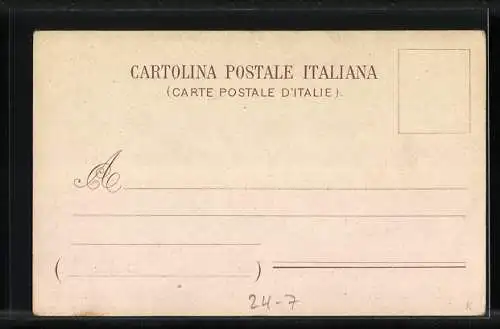 CARTOLINA POSTALE ITALIANA
(CARTE POSTALE D'ITALIE).
A
( )
24-7
K